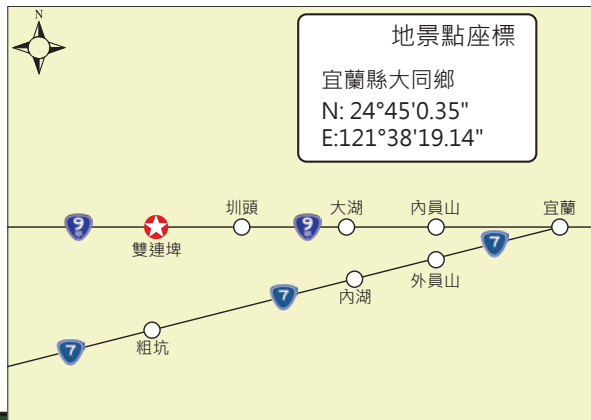 N
地景點座標
宜蘭縣大同鄉
N: 24°45'0.35"
E:121°38'19.14"
圳頭
大湖
內員山
宜蘭
9
9
7
雙連埤
外員山
7
內湖
7
粗坑